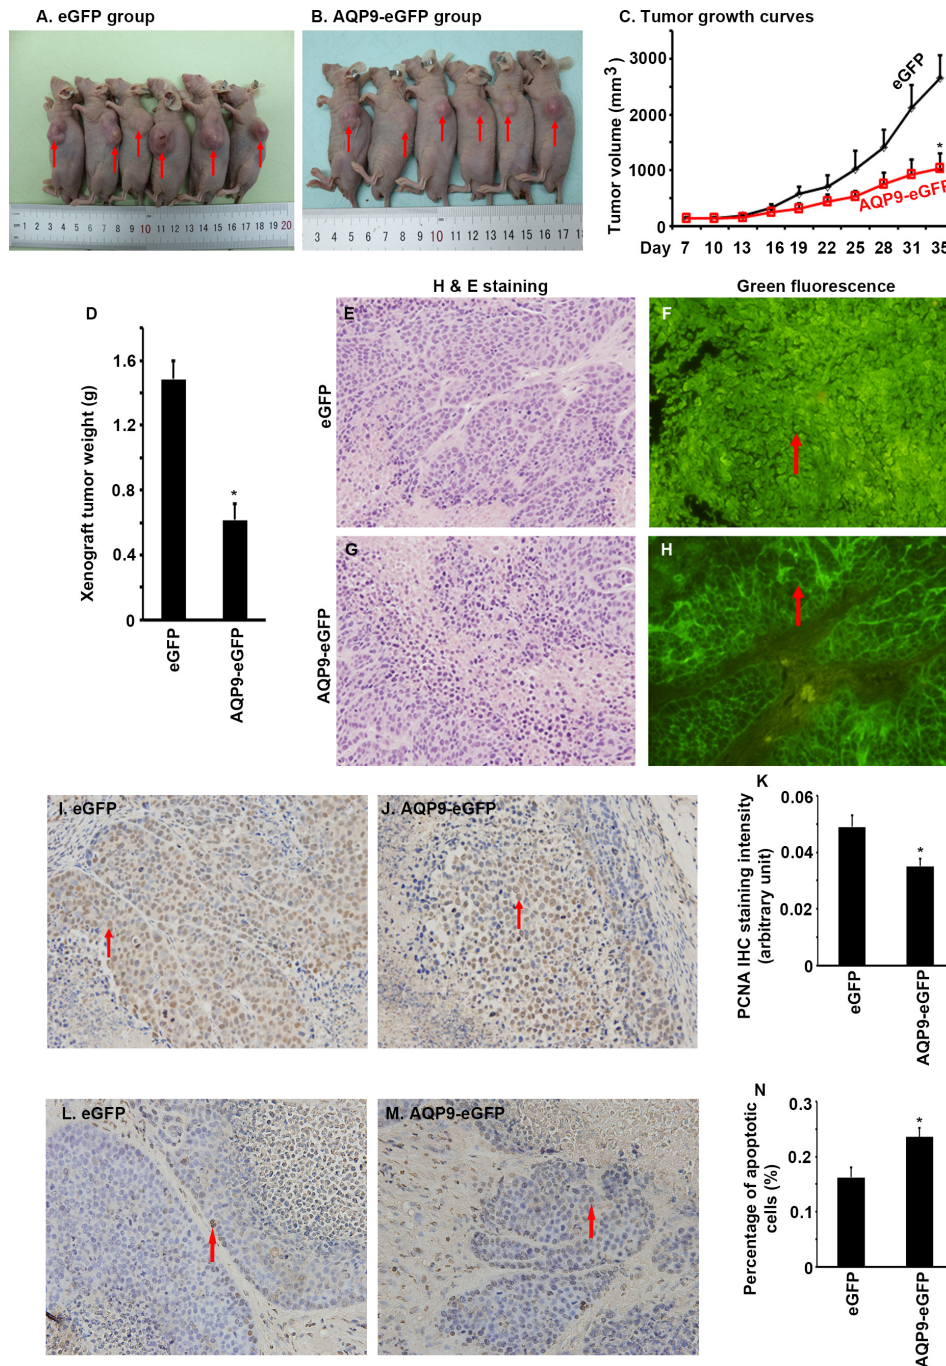 A. eGFP group
B. AQP9-eGFP group
C. Tumor growth curves
1 2 3 4 5 6 7 8 9 10 11 12 13 14 15 16 17 18 19 20
3 4 5 6 7 8 9 10 11 12 13 14 15 16 17 18
Tumor volume (mm3)
3000
2000
1000
0
eGFP
*
AQP9-eGFP
Day 7 10 13 16 19 22 25 28 31 35
H & E staining
Green fluorescence
D
Xenograft tumor weight (g)
1.6
1.2
0.8
0.4
0
*
eGFP
AQP9-eGFP
eGFP
E
F
AQP9-eGFP
G
H
I. eGFP
J. AQP9-eGFP
K
PCNA IHC staining intensity
(arbitrary unit)
0.06
0.04
0.02
0
*
eGFP
AQP9-eGFP
L. eGFP
M. AQP9-eGFP
N
Percentage of apoptotic
cells (%)
0.3
0.2
0.1
0
*
eGFP
AQP9-eGFP